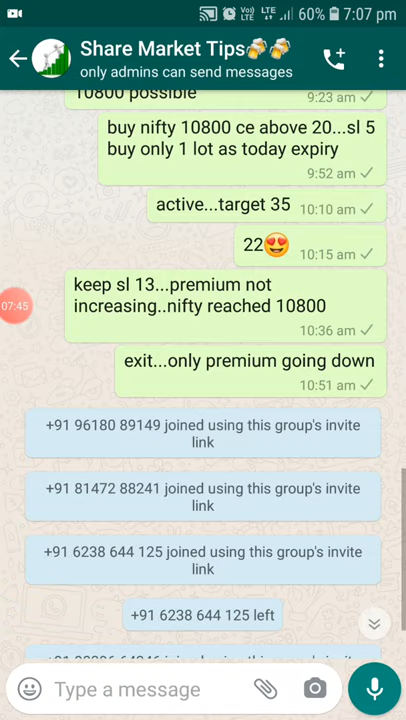 Vo)) LTE 60% 7:07 pm
LTE
Share Market Tips🍻🍻
only admins can send messages
10800 possible
9:23 am
buy nifty 10800 ce above 20...sl 5
buy only 1 lot as today expiry
9:52 am
active...target 35 10:10 am
22😍 10:15 am
keep sl 13...premium not
increasing..nifty reached 10800
07:45
10:36 am
exit...only premium going down
10:51 am
+91 96180 89149 joined using this group's invite
link
+91 81472 88241 joined using this group's invite
link
+91 6238 644 125 joined using this group's invite
link
+91 6238 644 125 left
Type a message